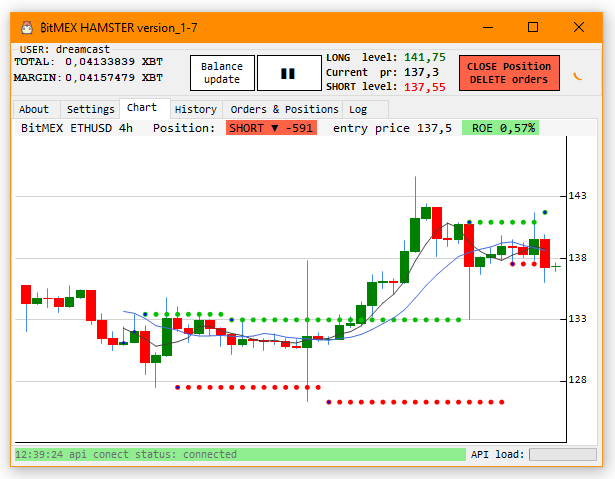 ₿itMEX HAMSTER version_1-7
USER: dreamcast
TOTAL: 0,04133839 XBT
MARGIN: 0,04157479 XBT
Balance
update
LONG level: 141,75
Current pr: 137,3
SHORT level: 137,55
CLOSE Position
DELETE orders
About Settings Chart History Orders & Positions Log
BitMEX ETHUSD 4h Position: SHORT ▼ -591 entry price 137,5 ROE 0,57%
143
138
133
128
12:39:24 api conect status: connected API load: